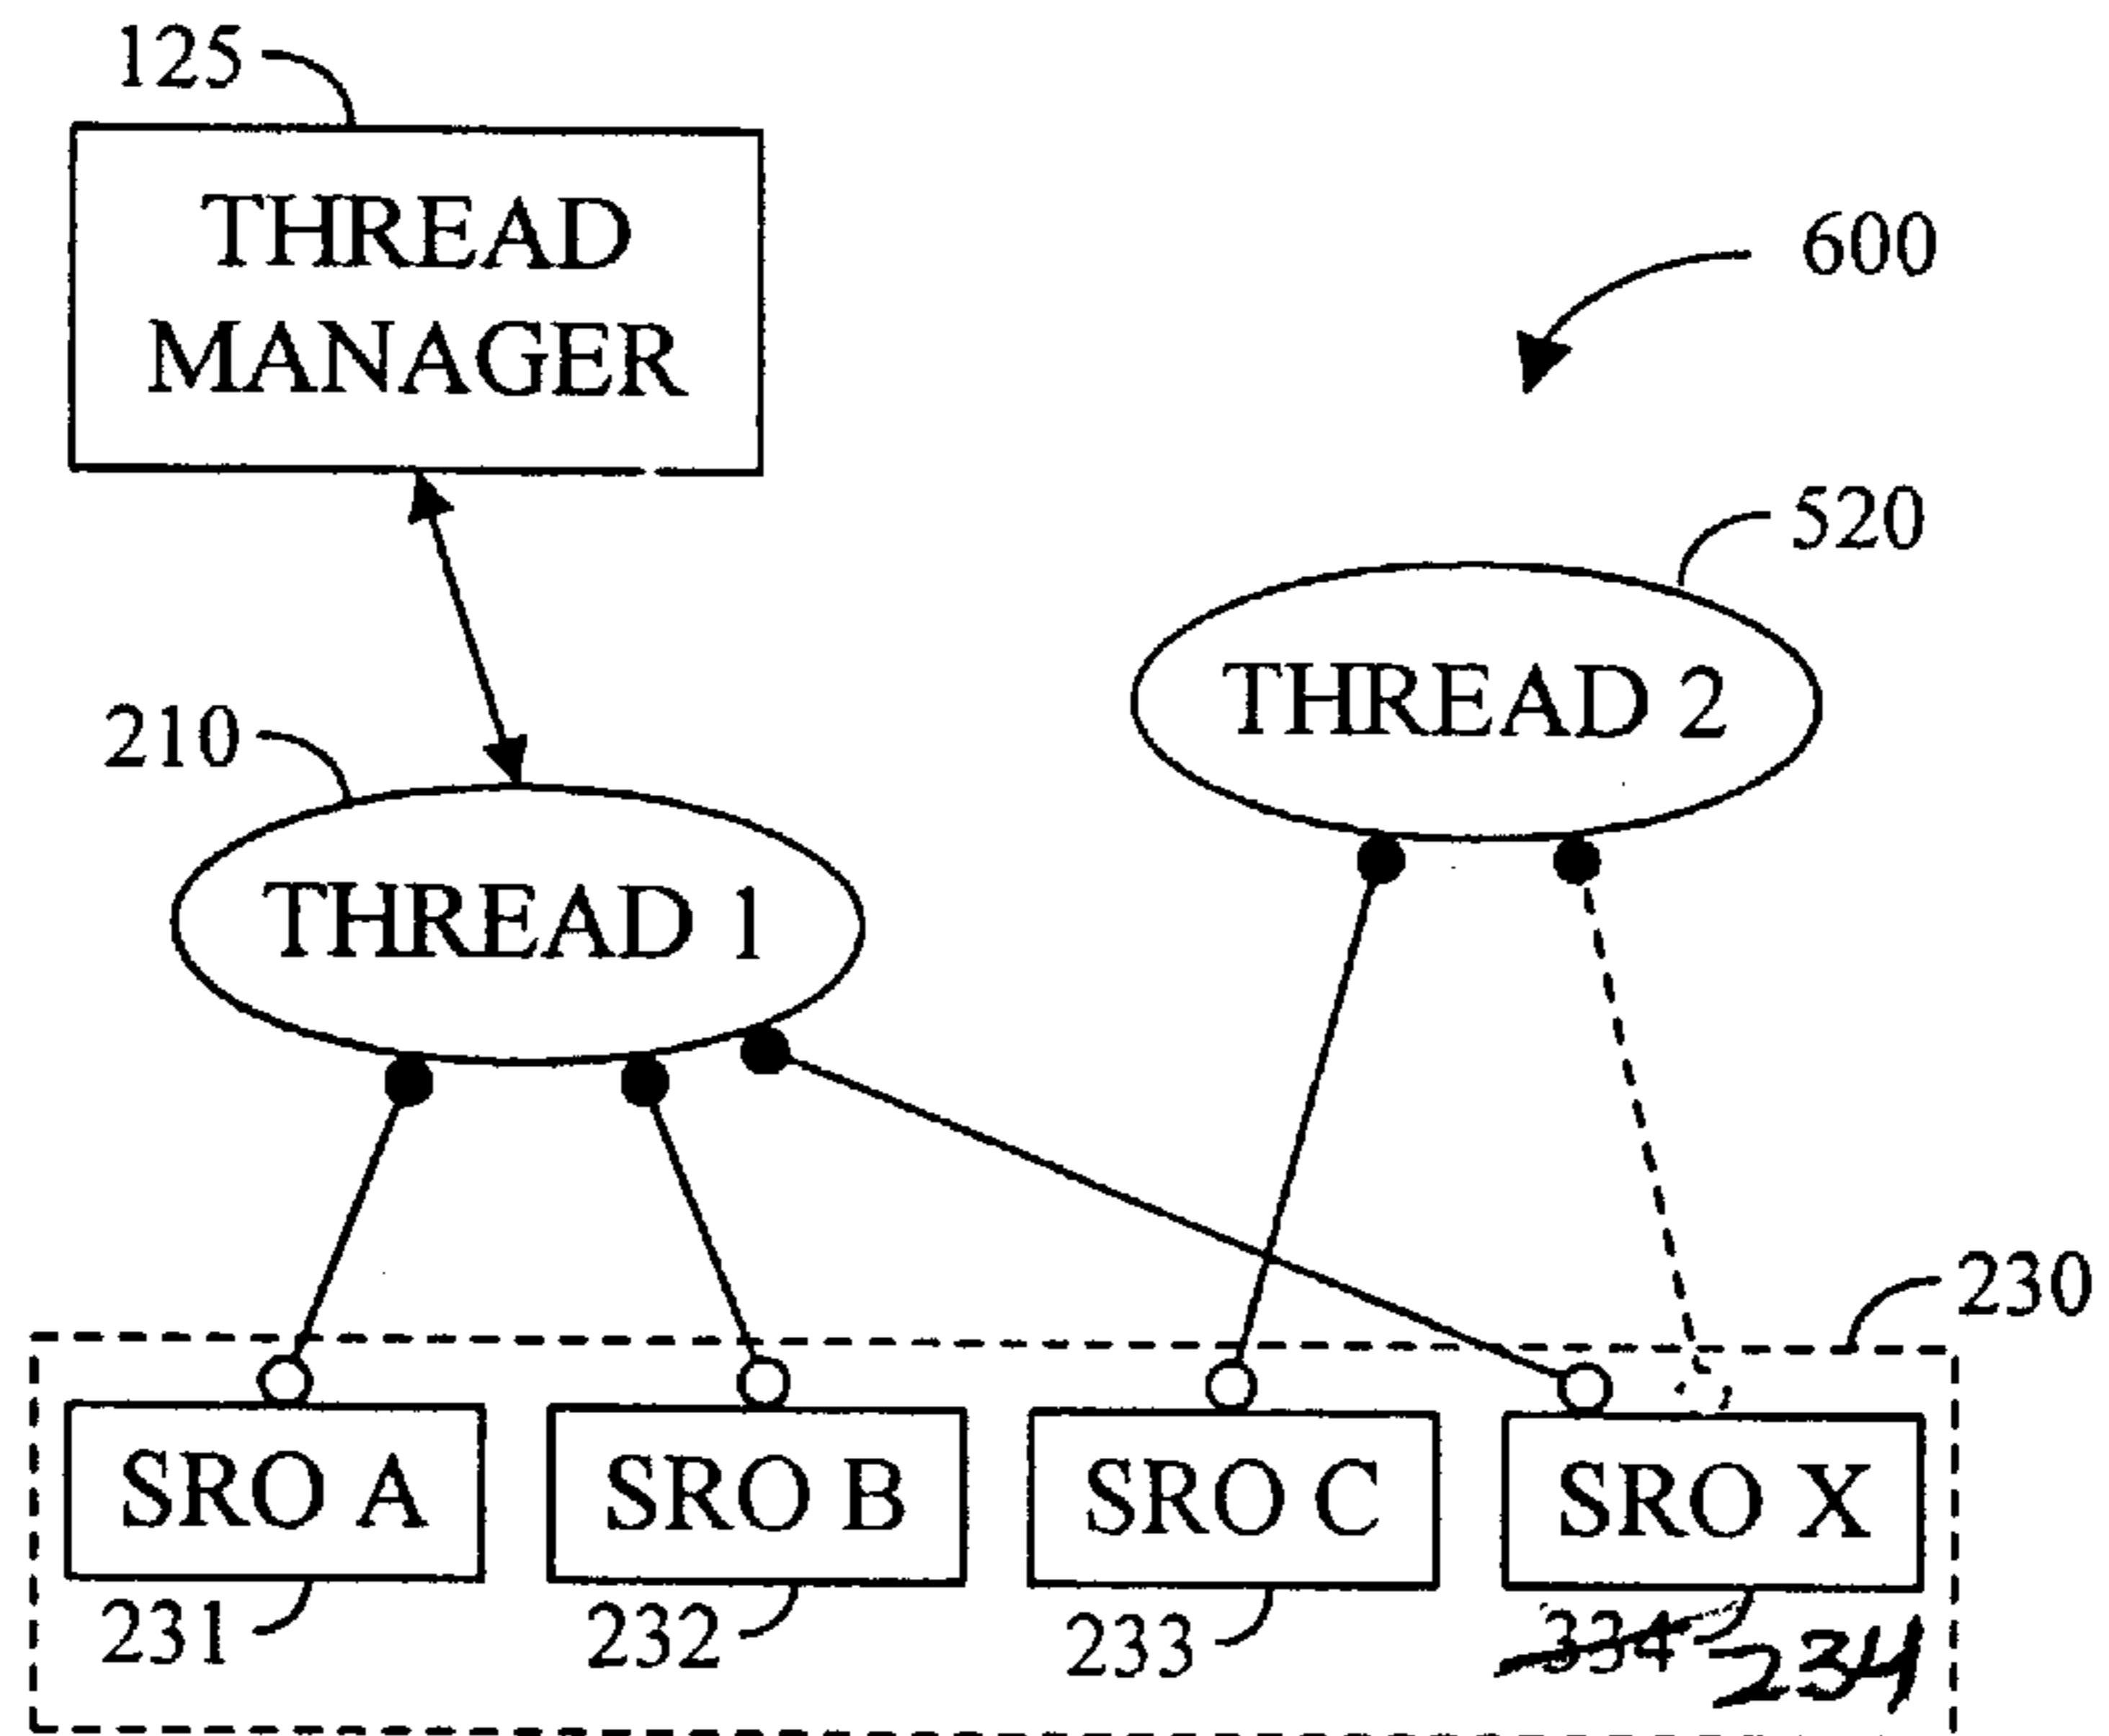 125
THREAD
MANAGER
600
520
THREAD 2
210
THREAD 1
230
SRO A
SRO B
SRO C
SRO X
231
232
233
334
234